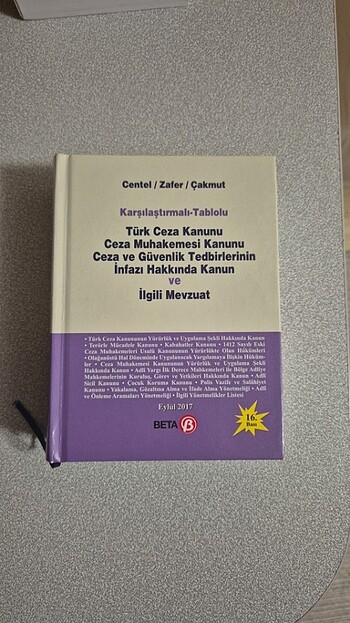 Centel / Zafer / Çakmut
Karşılaştırmalı-Tablolu
Türk Ceza Kanunu
Ceza Muhakemesi Kanunu
Ceza ve Güvenlik Tedbirlerinin
İnfazı Hakkında Kanun
ve
İlgili Mevzuat
• Türk Ceza Kanununun Yürürlük ve Uygulama Şekli Hakkında Kanun
• Terörle Mücadele Kanunu • Kabahatler Kanunu • 1412 Sayılı Eski
Ceza Muhakemeleri Usulü Kanununun Yürürlükte Olan Hükümleri
• Olağanüstü Hal Döneminde Uygulanacak Yargılamaya İlişkin Hüküm-
ler • Ceza Muhakemesi Kanununun Yürürlük ve Uygulama Şekli
Hakkında Kanun • Adli Yargı İlk Derece Mahkemeleri ile Bölge Adliye
Mahkemelerinin Kuruluş, Görev ve Yetkileri Hakkında Kanun • Adli
Sicil Kanunu • Çocuk Koruma Kanunu • Polis Vazife ve Salâhiyet
Kanunu • Yakalama, Gözaltına Alma ve İfade Alma Yönetmeliği • Adli
ve Önleme Aramaları Yönetmeliği • İlgili Yönetmelikler Listesi
Eylül 2017
BETA B
16.
Bası